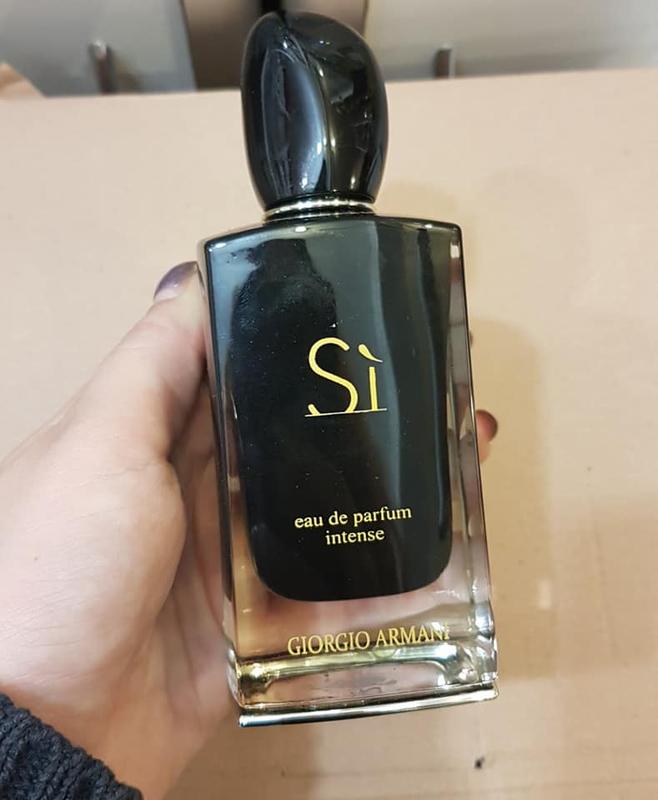 Sì
eau de parfum
intense
GIORGIO ARMANI